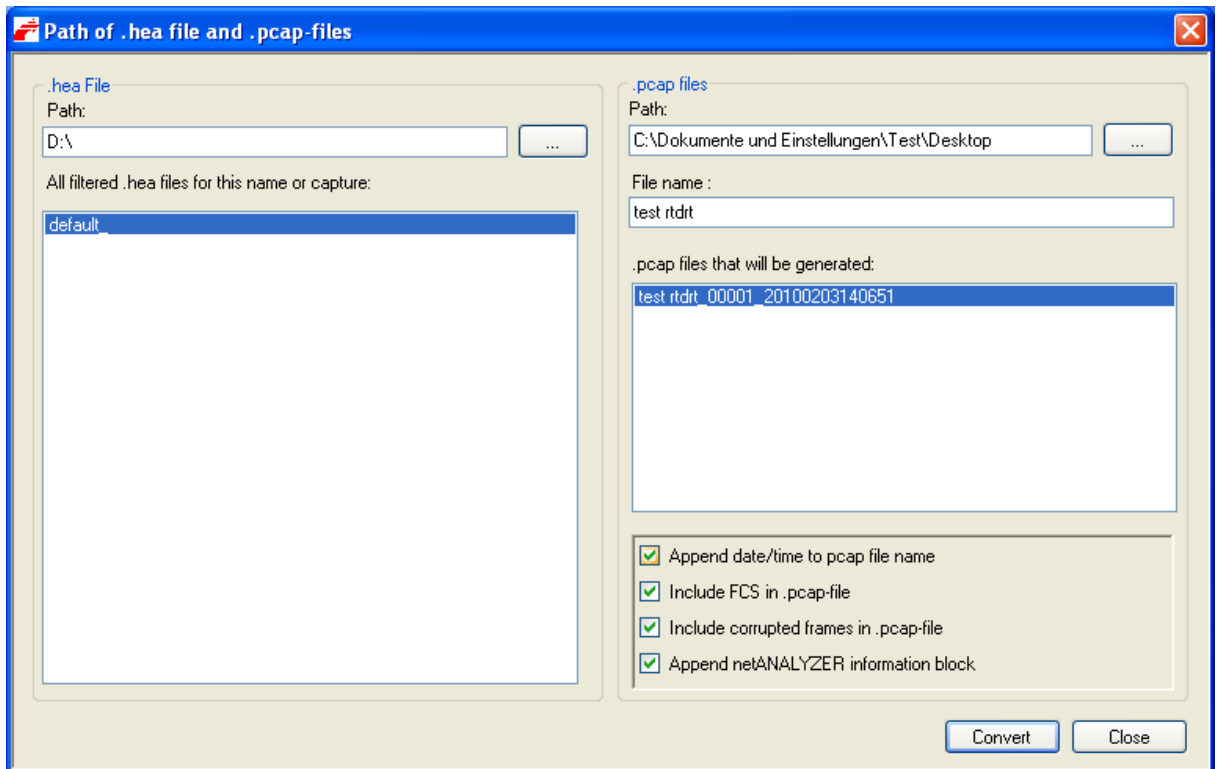 Path of .hea file and .pcap-files
.hea File
Path:
D:\
...
All filtered .hea files for this name or capture:
default_
.pcap files
Path:
C:\Dokumente und Einstellungen\Test\Desktop
...
File name :
test rtdrt
.pcap files that will be generated:
test rtdrt_00001_20100203140651
Append date/time to pcap file name
Include FCS in .pcap-file
Include corrupted frames in .pcap-file
Append netANALYZER information block
Convert
Close